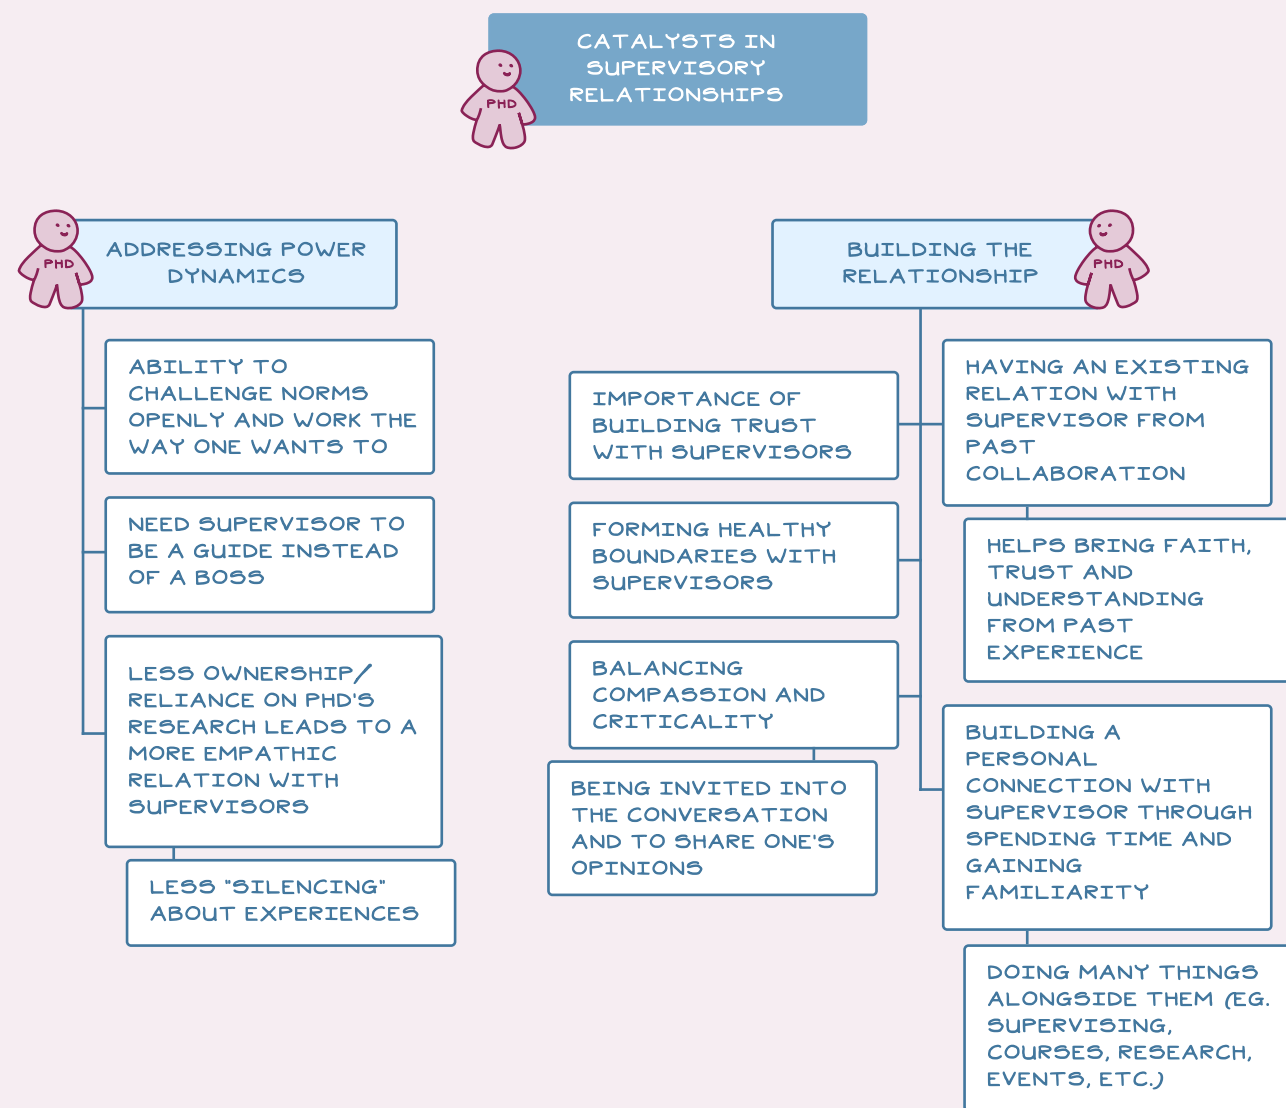 CATALYSTS IN
SUPERVISORY
RELATIONSHIPS
PHD
PHD
ADDRESSING POWER
DYNAMICS
ABILITY TO
CHALLENGE NORMS
OPENLY AND WORK THE
WAY ONE WANTS TO
NEED SUPERVISOR TO
BE A GUIDE INSTEAD
OF A BOSS
LESS OWNERSHIP/
RELIANCE ON PHD'S
RESEARCH LEADS TO A
MORE EMPATHIC
RELATION WITH
SUPERVISORS
LESS "SILENCING"
ABOUT EXPERIENCES
BUILDING THE
RELATIONSHIP
PHD
IMPORTANCE OF
BUILDING TRUST
WITH SUPERVISORS
FORMING HEALTHY
BOUNDARIES WITH
SUPERVISORS
BALANCING
COMPASSION AND
CRITICALITY
BEING INVITED INTO
THE CONVERSATION
AND TO SHARE ONE'S
OPINIONS
HAVING AN EXISTING
RELATION WITH
SUPERVISOR FROM
PAST
COLLABORATION
HELPS BRING FAITH,
TRUST AND
UNDERSTANDING
FROM PAST
EXPERIENCE
BUILDING A
PERSONAL
CONNECTION WITH
SUPERVISOR THROUGH
SPENDING TIME AND
GAINING
FAMILIARITY
DOING MANY THINGS
ALONGSIDE THEM (EG.
SUPERVISING,
COURSES, RESEARCH,
EVENTS, ETC.)